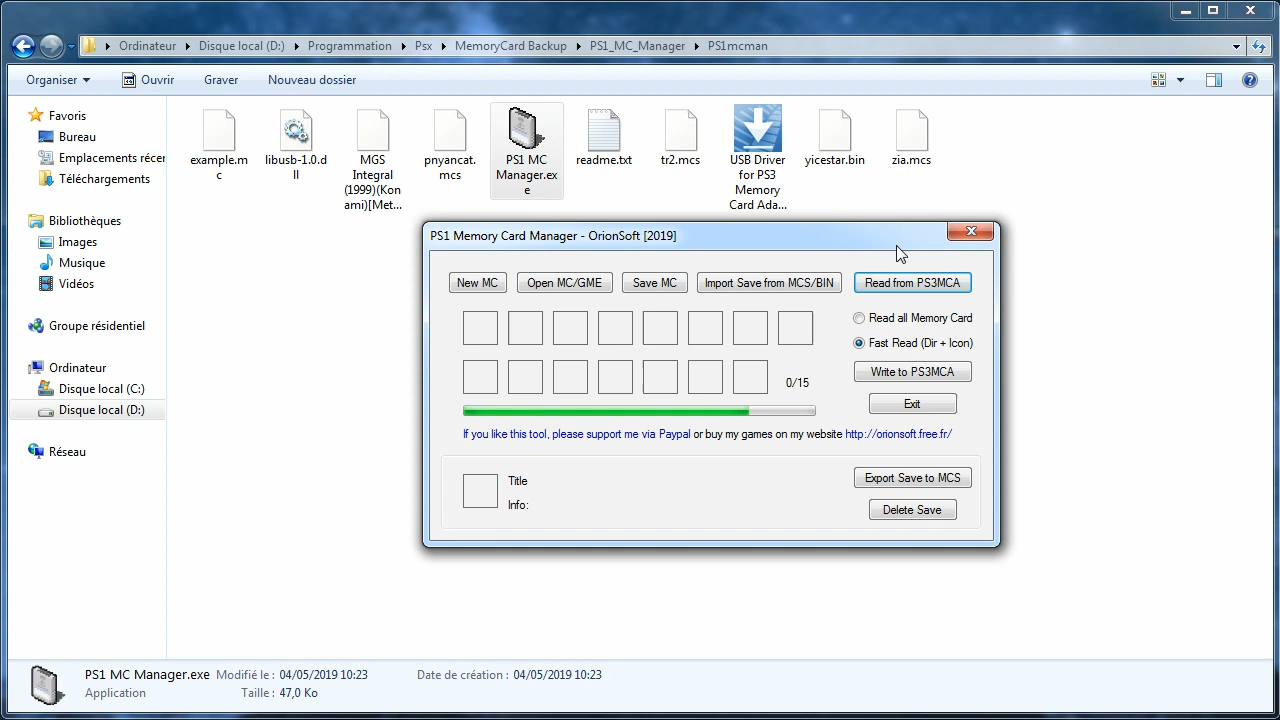 Ordinateur Disque local (D:) Programmation Psx MemoryCard Backup PS1_MC_Manager PS1mcman
Organiser Ouvrir Graver Nouveau dossier
Favoris
Bureau
Emplacements récer
Téléchargements
Bibliothèques
Images
Musique
Vidéos
Groupe résidentiel
Ordinateur
Disque local (C:)
Disque local (D:)
Réseau
example.m
c
libusb-1.0.d
ll
MGS
Integral
(1999)(Kon
ami)[Met...
pnyancat.
mcs
PS1 MC
Manager.ex
e
readme.txt
tr2.mcs
USB Driver
for PS3
Memory
Card Ada...
yicestar.bin
zia.mcs
PS1 Memory Card Manager - OrionSoft [2019]
New MC Open MC/GME Save MC Import Save from MCS/BIN Read from PS3MCA
Read all Memory Card
Fast Read (Dir + Icon)
Write to PS3MCA
0/15
Exit
If you like this tool, please support me via Paypal or buy my games on my website http://orionsoft.free.fr/
Title
Info:
Export Save to MCS
Delete Save
PS1 MC Manager.exe Modifié le : 04/05/2019 10:23 Date de création : 04/05/2019 10:23
Application Taille : 47,0 Ko